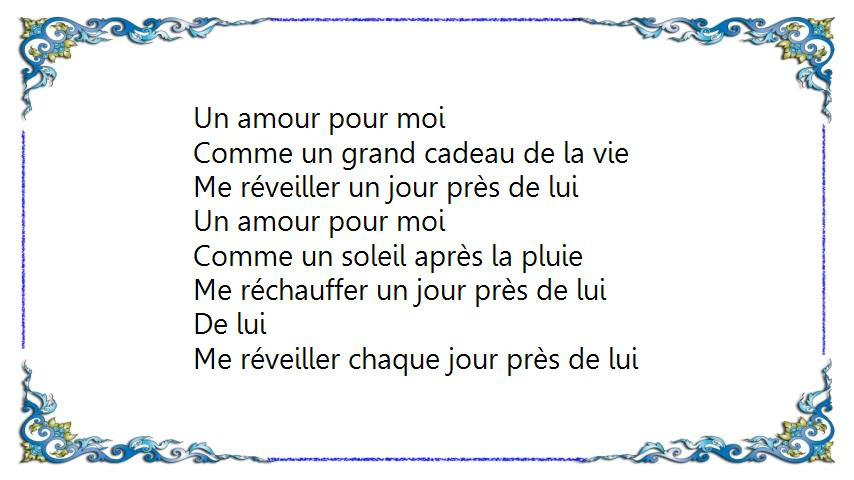 Un amour pour moi
Comme un grand cadeau de la vie
Me réveiller un jour près de lui
Un amour pour moi
Comme un soleil après la pluie
Me réchauffer un jour près de lui
De lui
Me réveiller chaque jour près de lui